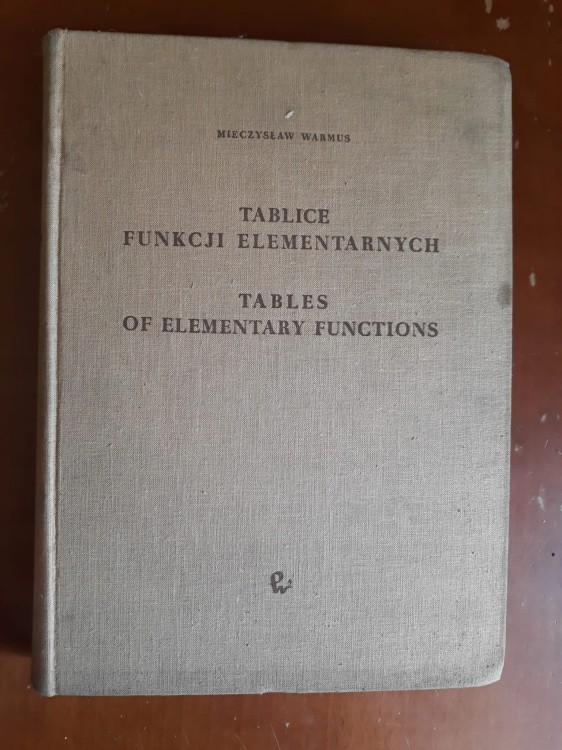 MIECZYSŁAW WARMUS
TABLICE
FUNKCJI ELEMENTARNYCH
TABLES
OF ELEMENTARY FUNCTIONS